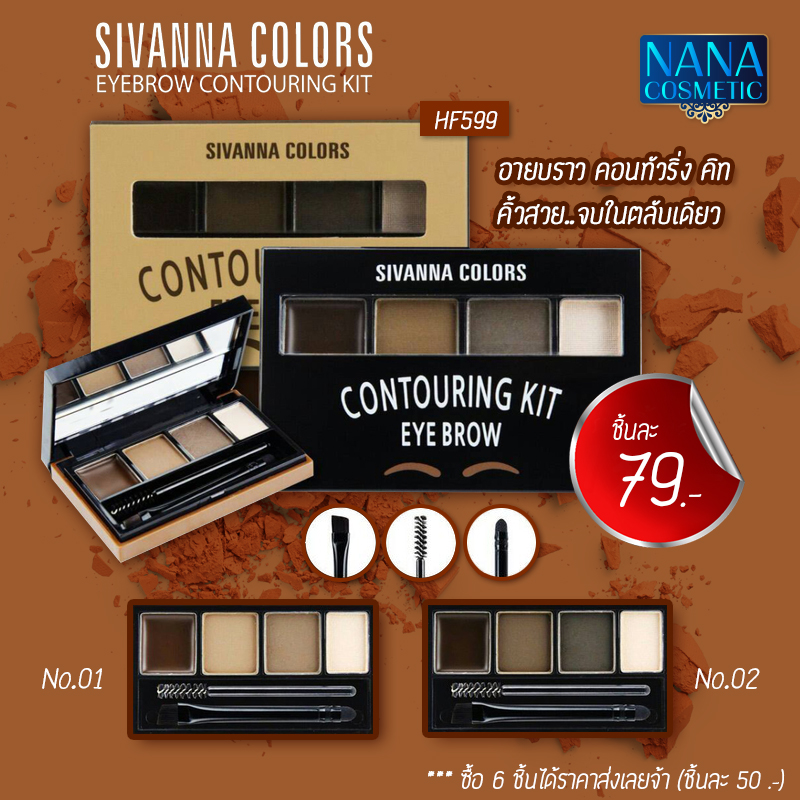 SIVANNA COLORS
EYEBROW CONTOURING KIT
NANA
COSMETIC
HF599
อายบราว คอนทัวริ่ง คิท
คิ้วสวย..จบในตลับเดียว
SIVANNA COLORS
CONTOU
SIVANNA COLORS
CONTOURING KIT
EYE BROW
ชิ้นละ
79.-
No.01
No.02
*** ซื้อ 6 ชิ้นได้ราคาส่งเลยจ้า (ชิ้นละ 50 .-)